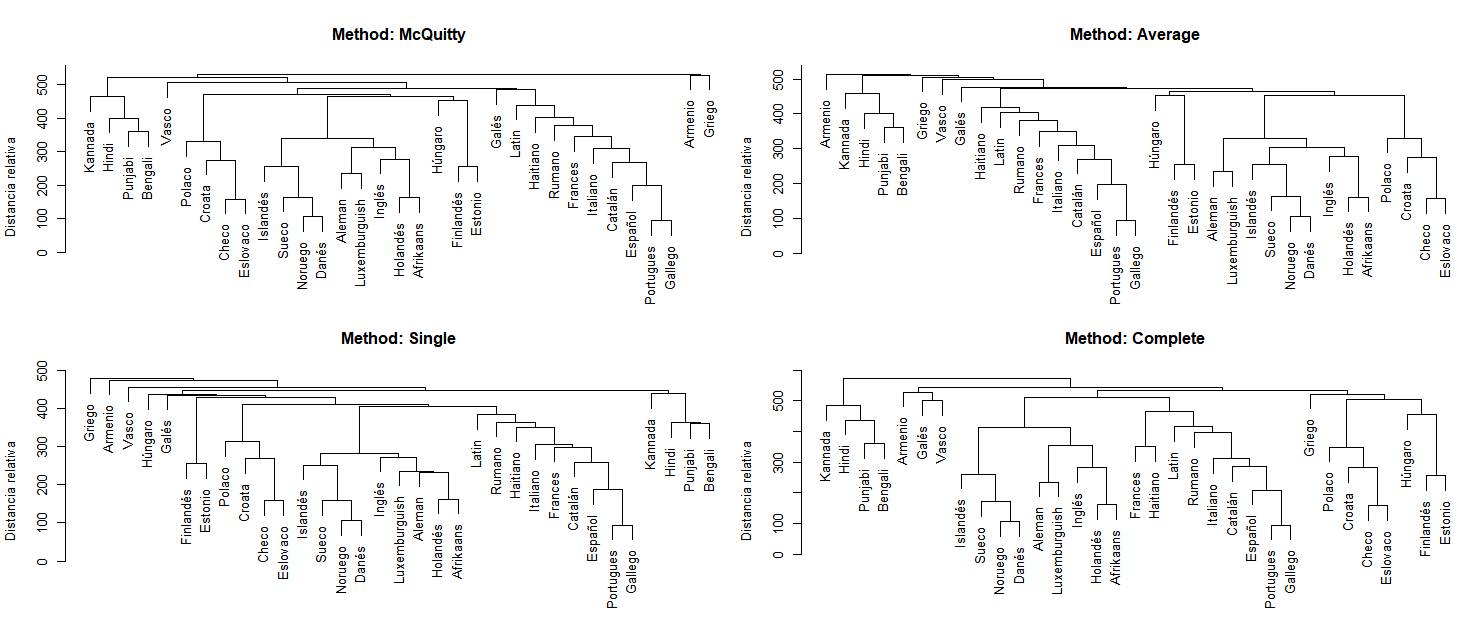 Method: McQuitty
Distancia relativa
0 100 200 300 400 500
Kannada
Hindi
Punjabi
Bengali
Vasco
Polaco
Croata
Checo
Eslovaco
Islandés
Sueco
Noruego
Danés
Aleman
Luxemburguish
Inglés
Holandés
Afrikaans
Húngaro
Finlandés
Estonio
Galés
Latin
Haitiano
Rumano
Frances
Italiano
Catalán
Español
Portugues
Gallego
Armenio
Griego
Method: Average
Distancia relativa
0 100 200 300 400 500
Armenio
Kannada
Hindi
Punjabi
Bengali
Griego
Vasco
Galés
Haitiano
Latin
Rumano
Frances
Italiano
Catalán
Español
Portugues
Gallego
Húngaro
Finlandés
Estonio
Aleman
Luxemburguish
Islandés
Sueco
Noruego
Danés
Inglés
Holandés
Afrikaans
Polaco
Croata
Checo
Eslovaco
Method: Single
Distancia relativa
0 100 200 300 400 500
Griego
Armenio
Vasco
Húngaro
Galés
Finlandés
Estonio
Polaco
Croata
Checo
Eslovaco
Islandés
Sueco
Noruego
Danés
Inglés
Luxemburguish
Aleman
Holandés
Afrikaans
Latin
Rumano
Haitiano
Italiano
Frances
Catalán
Español
Portugues
Gallego
Kannada
Hindi
Punjabi
Bengali
Method: Complete
Distancia relativa
0 100 300 500
Kannada
Hindi
Punjabi
Bengali
Armenio
Galés
Vasco
Islandés
Sueco
Noruego
Danés
Aleman
Luxemburguish
Inglés
Holandés
Afrikaans
Frances
Haitiano
Latin
Rumano
Italiano
Catalán
Español
Portugues
Gallego
Griego
Polaco
Croata
Checo
Eslovaco
Húngaro
Finlandés
Estonio